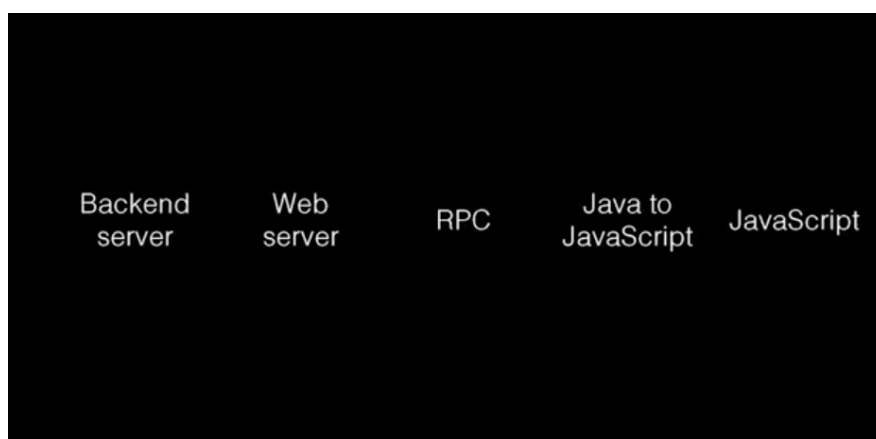 Backend
server
Web
server
RPC
Java to
JavaScript
JavaScript